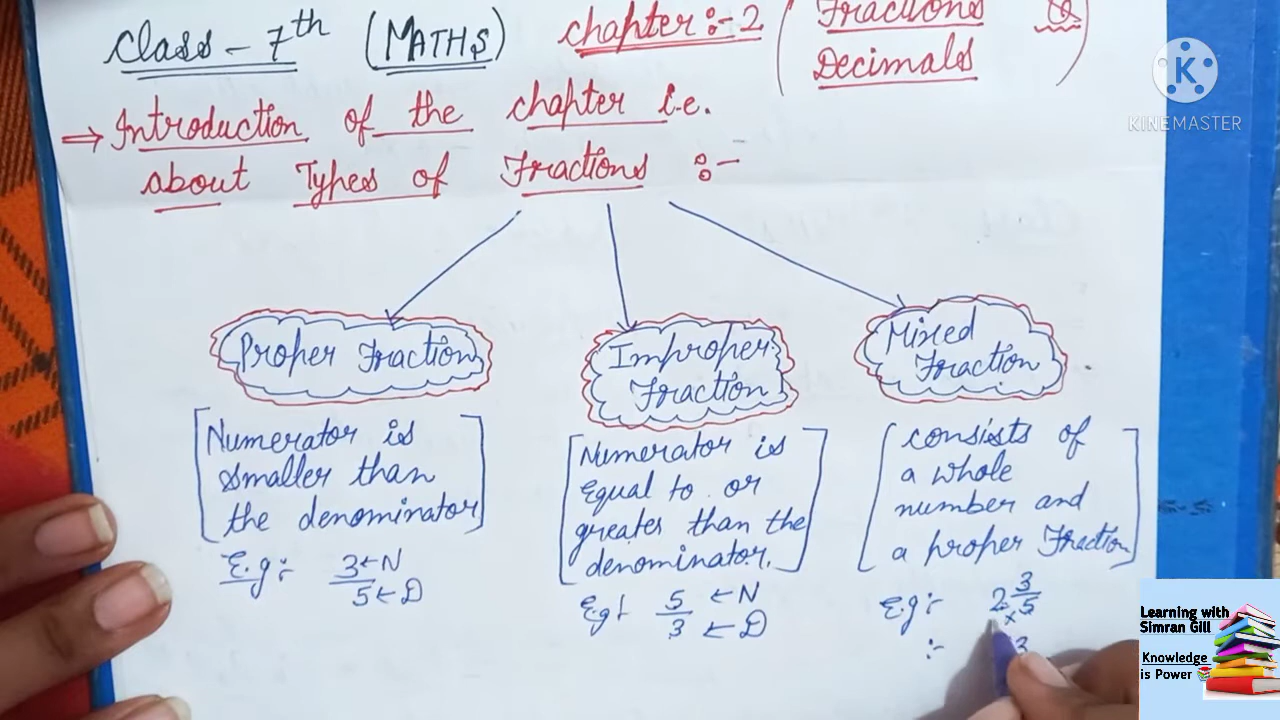 Class - 7th (MATHS) Chapter:- 2 ( Fractions &
Decimals )
⇒ Introduction of the chapter i.e.
about Types of Fractions :-
Proper Fraction
Numerator is
smaller than
the denominator
E.g:- 3 ← N
5 ← D
Improper
Fraction
Numerator is
Equal to or
greates than the
denominator.
Eg:- 5 ← N
3 ← D
Mixed
Fraction
consists of
a whole
number and
a proper Fraction
E.g:- 2 3/5
×
:- 3
K
KINEMASTER
Learning with
Simran Gill
Knowledge
is Power